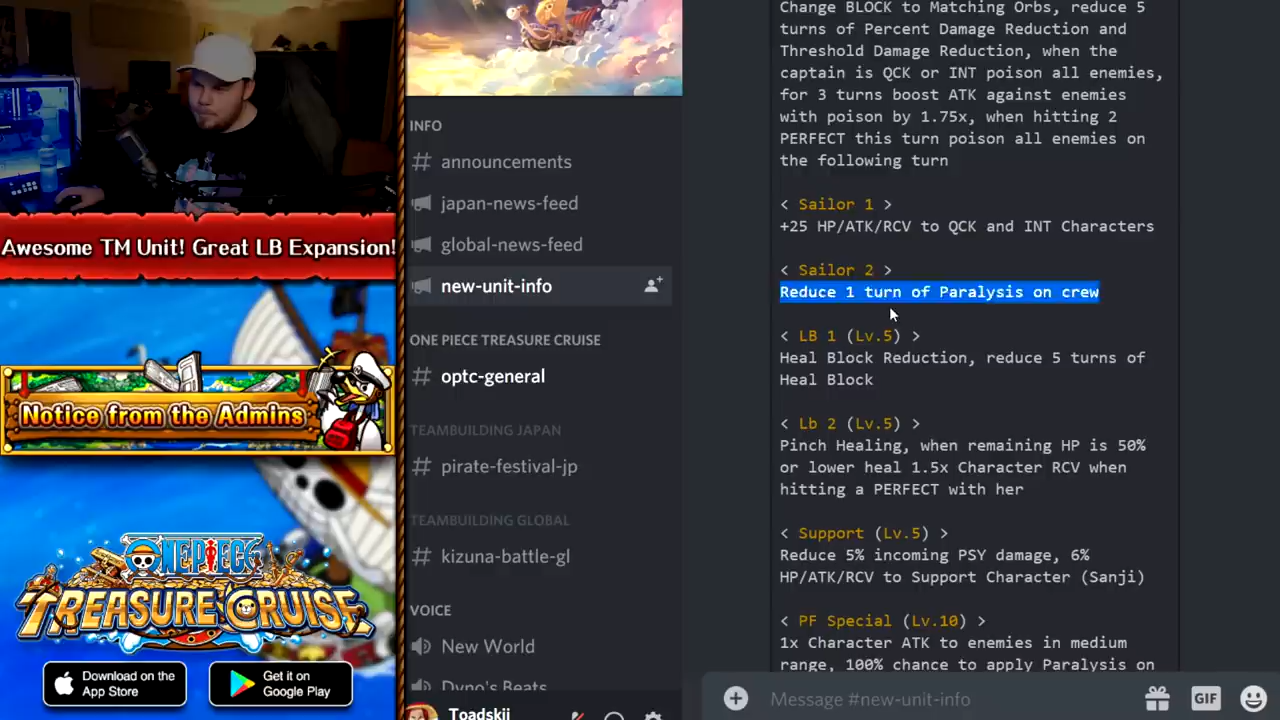 Awesome TM Unit! Great LB Expansion!
Notice from the Admins
ONE PIECE
TREASURE CRUISE
Download on the
App Store
Get it on
Google Play
INFO
# announcements
japan-news-feed
global-news-feed
new-unit-info
ONE PIECE TREASURE CRUISE
# optc-general
TEAMBUILDING JAPAN
# pirate-festival-jp
TEAMBUILDING GLOBAL
# kizuna-battle-gl
VOICE
New World
Dyno's Beats
Toadskii
Change BLOCK to Matching Orbs, reduce 5
turns of Percent Damage Reduction and
Threshold Damage Reduction, when the
captain is QCK or INT poison all enemies,
for 3 turns boost ATK against enemies
with poison by 1.75x, when hitting 2
PERFECT this turn poison all enemies on
the following turn
< Sailor 1 >
+25 HP/ATK/RCV to QCK and INT Characters
< Sailor 2 >
Reduce 1 turn of Paralysis on crew
< LB 1 (Lv.5) >
Heal Block Reduction, reduce 5 turns of
Heal Block
< Lb 2 (Lv.5) >
Pinch Healing, when remaining HP is 50%
or lower heal 1.5x Character RCV when
hitting a PERFECT with her
< Support (Lv.5) >
Reduce 5% incoming PSY damage, 6%
HP/ATK/RCV to Support Character (Sanji)
< PF Special (Lv.10) >
1x Character ATK to enemies in medium
range, 100% chance to apply Paralysis on
Message #new-unit-info
GIF